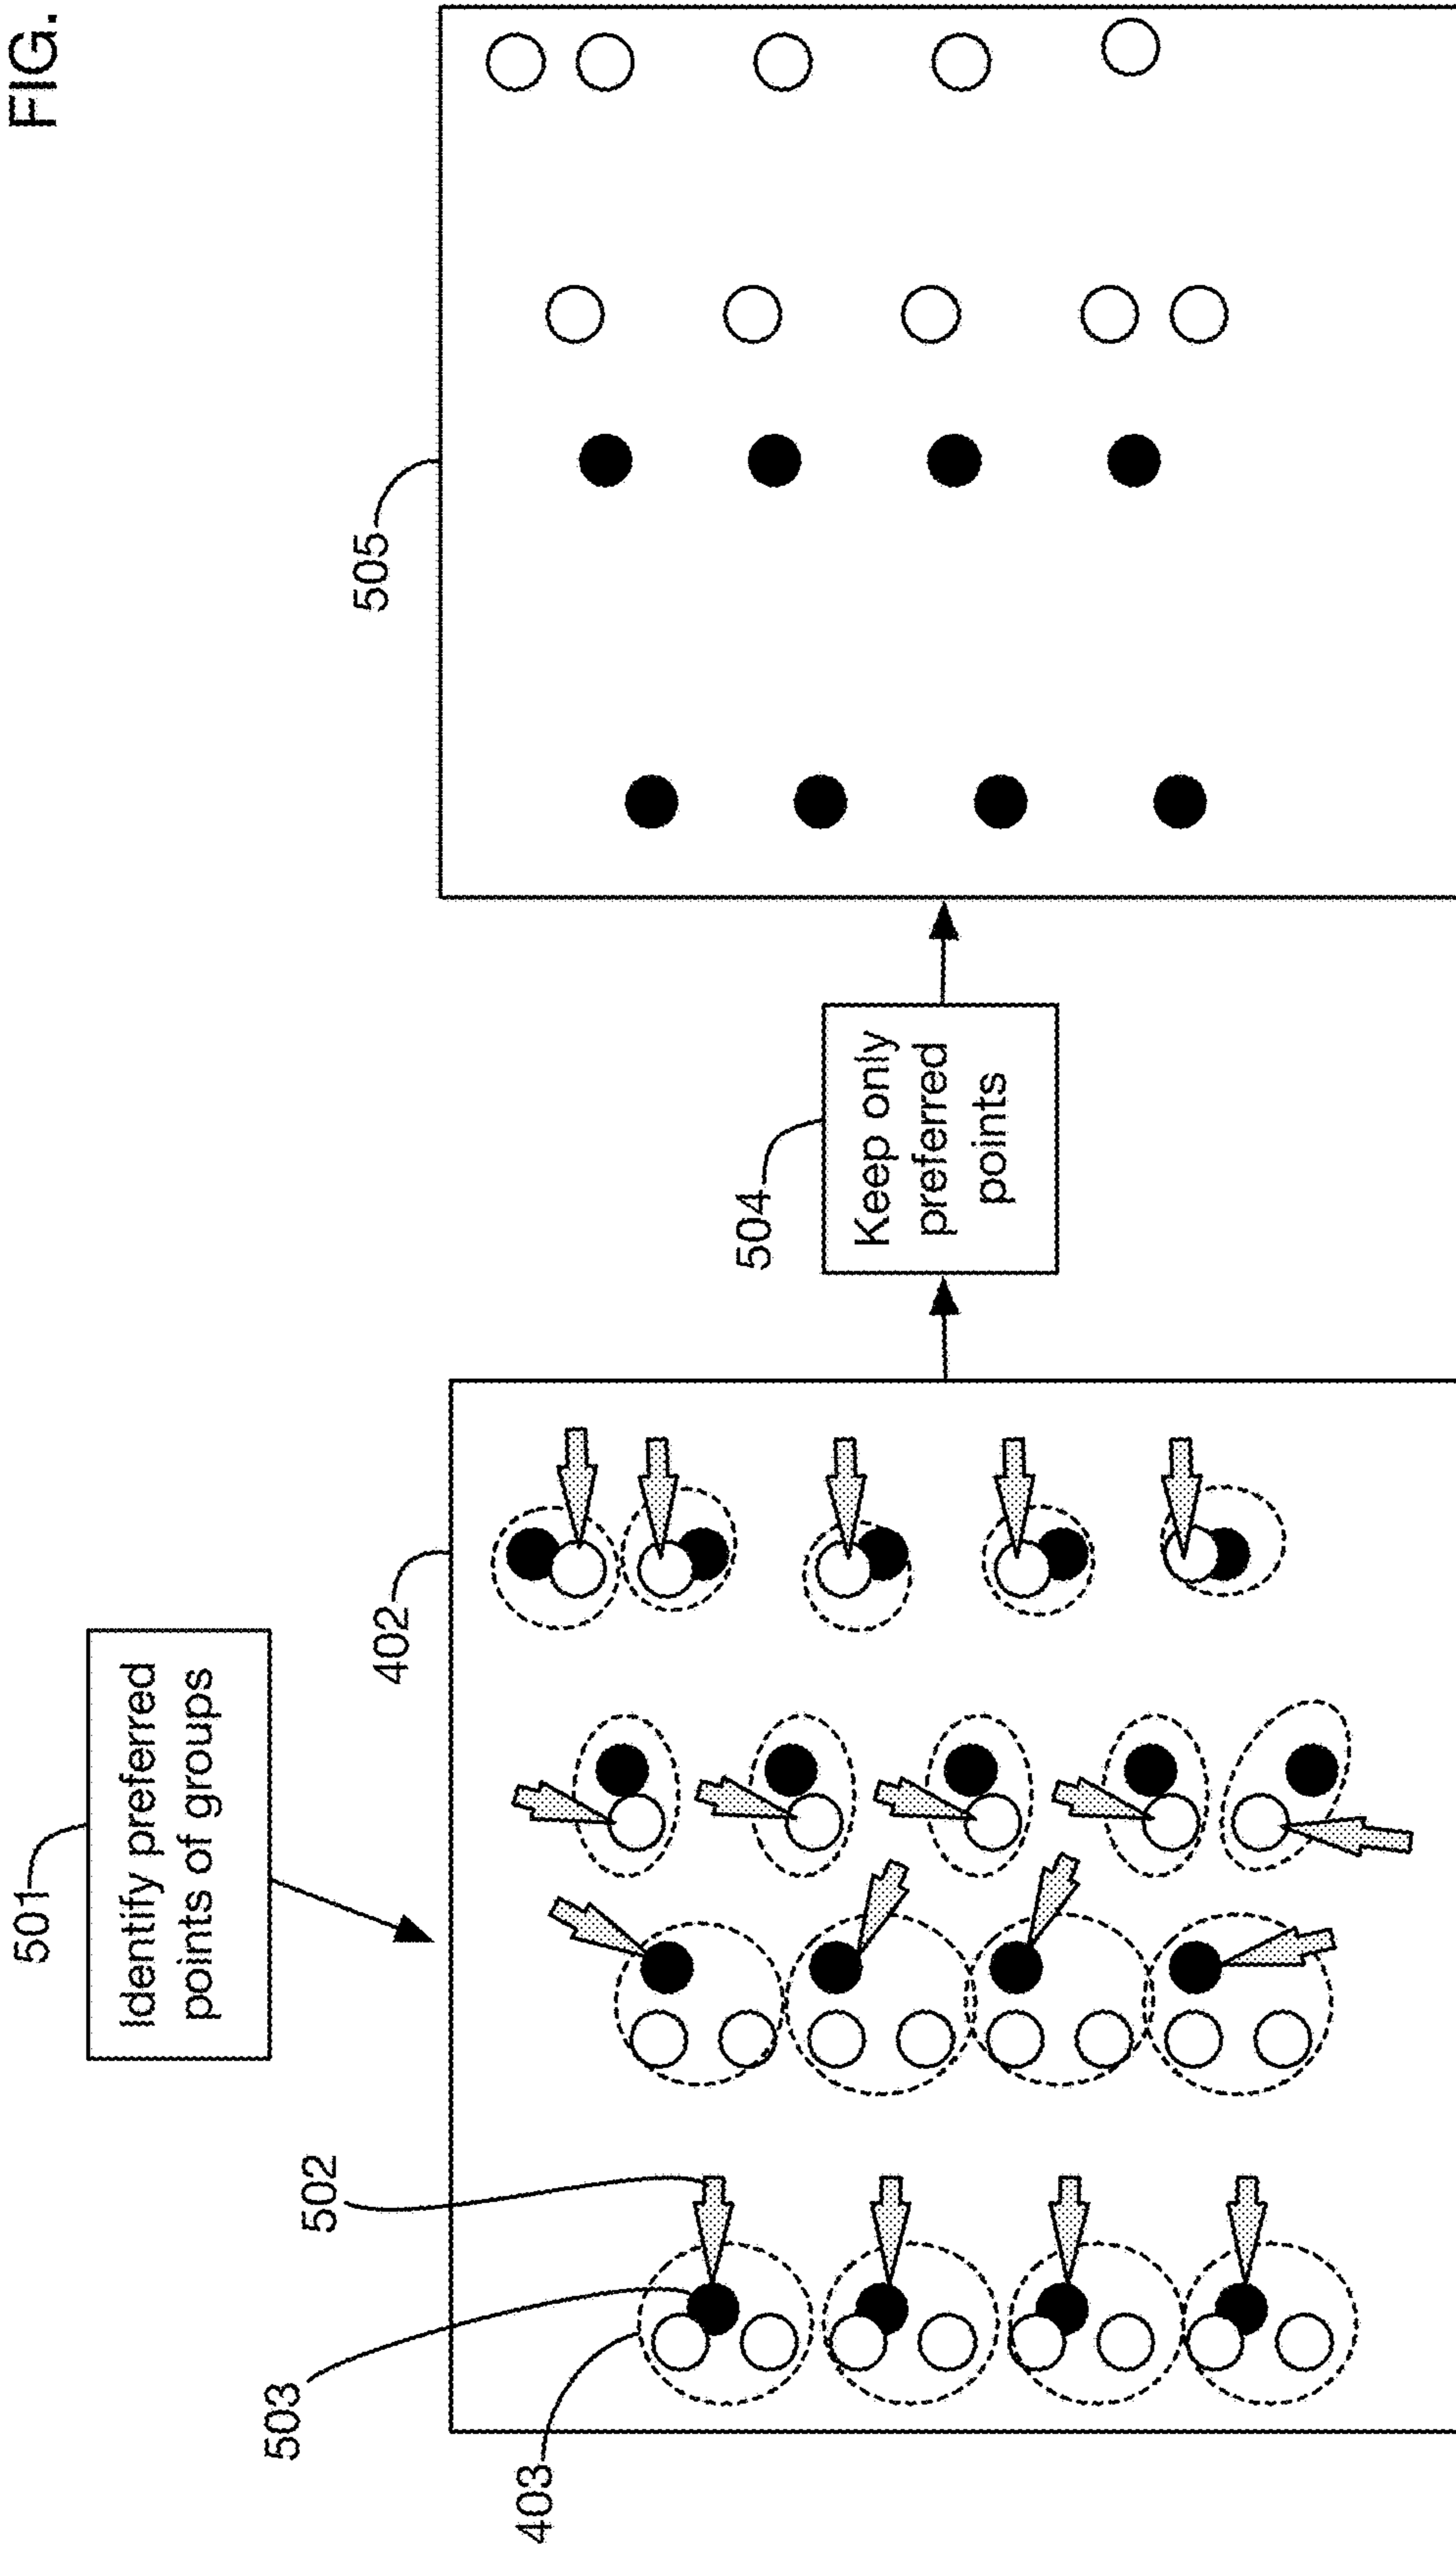 FIG.
501
Identify preferred
points of groups
503
502
402
505
403
504
Keep only
preferred
points